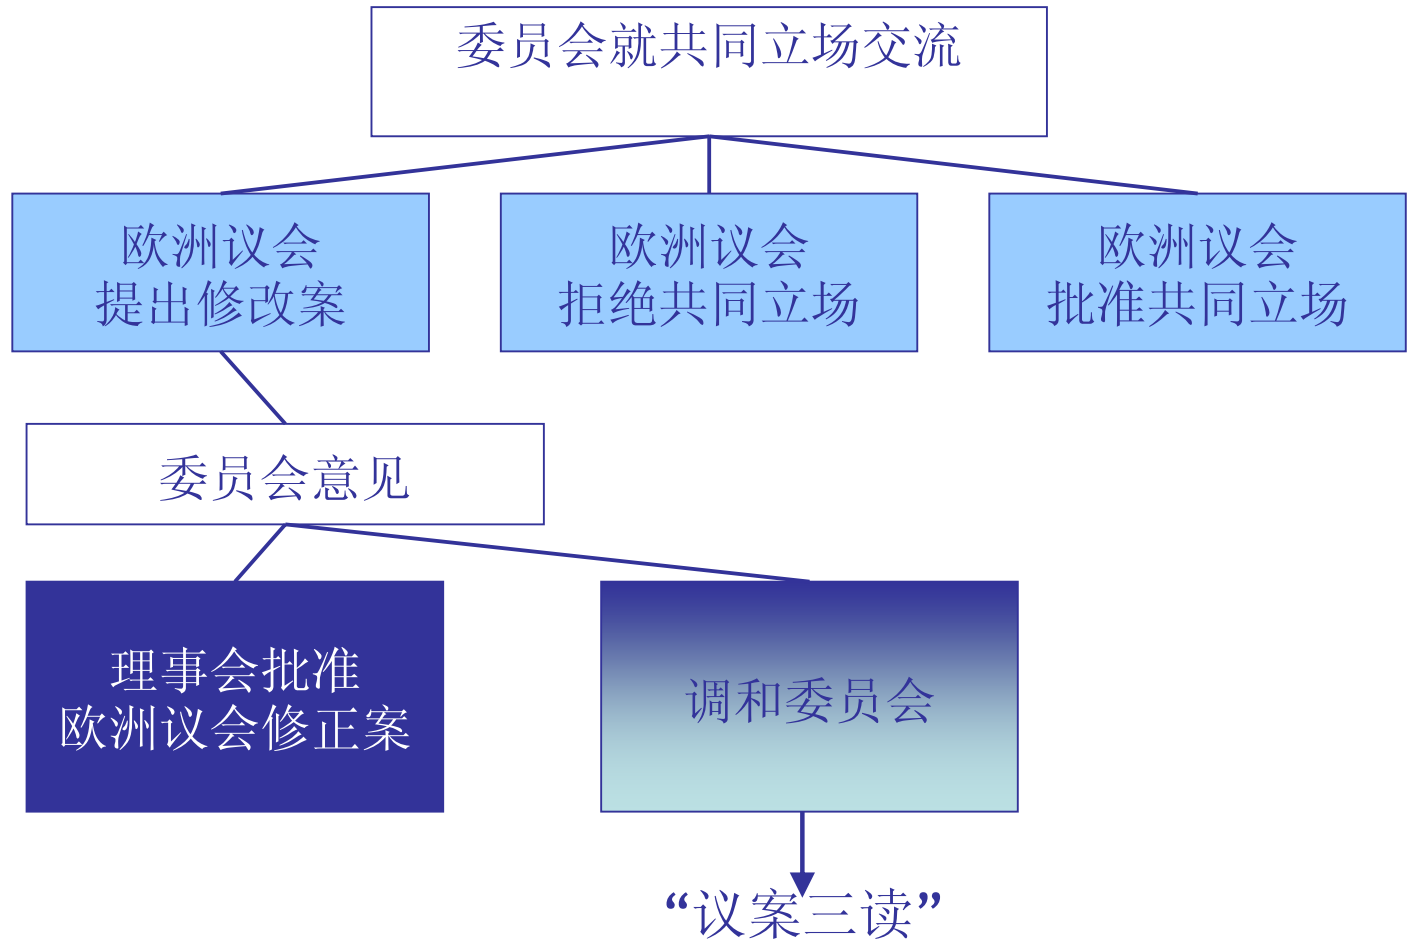 委员会就共同立场交流
欧洲议会
提出修改案
欧洲议会
拒绝共同立场
欧洲议会
批准共同立场
委员会意见
理事会批准
欧洲议会修正案
调和委员会
“议案三读”